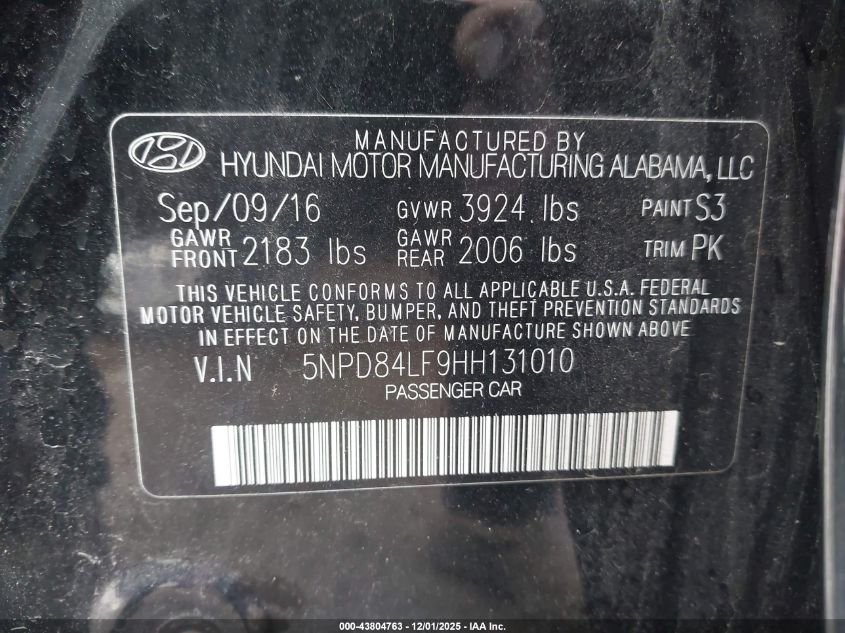 MANUFACTURED BY
HYUNDAI MOTOR MANUFACTURING ALABAMA, LLC
Sep/09/16 GVWR 3924 lbs PAINT S3
GAWR FRONT 2183 lbs GAWR REAR 2006 lbs TRIM PK
THIS VEHICLE CONFORMS TO ALL APPLICABLE U.S.A. FEDERAL
MOTOR VEHICLE SAFETY, BUMPER, AND THEFT PREVENTION STANDARDS
IN EFFECT ON THE DATE OF MANUFACTURE SHOWN ABOVE
V.I.N 5NPD84LF9HH131010
PASSENGER CAR
000-43804763 - 12/01/2025 - IAA Inc.